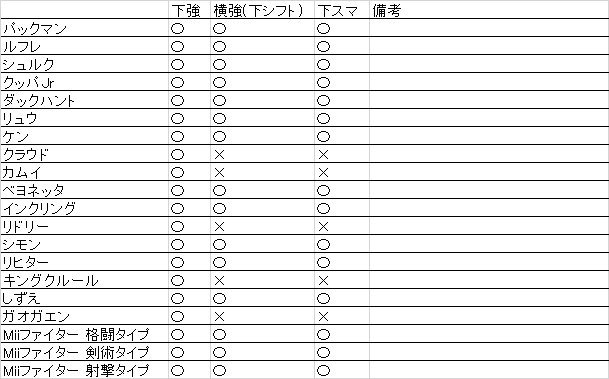 下強 横強(下シフト) 下スマ 備考
パックマン 〇 〇 〇
ルフレ 〇 〇 〇
シュルク 〇 〇 〇
クッパJr 〇 〇 〇
ダックハント 〇 〇 〇
リュウ 〇 〇 〇
ケン 〇 〇 〇
クラウド 〇 × ×
カムイ 〇 × ×
ベヨネッタ 〇 〇 〇
インクリング 〇 〇 〇
リドリー 〇 × ×
シモン 〇 〇 〇
リヒター 〇 〇 〇
キングクルール 〇 × ×
しずえ 〇 〇 〇
ガオガエン 〇 × ×
Miiファイター 格闘タイプ 〇 〇 〇
Miiファイター 剣術タイプ 〇 〇 〇
Miiファイター 射撃タイプ 〇 〇 〇